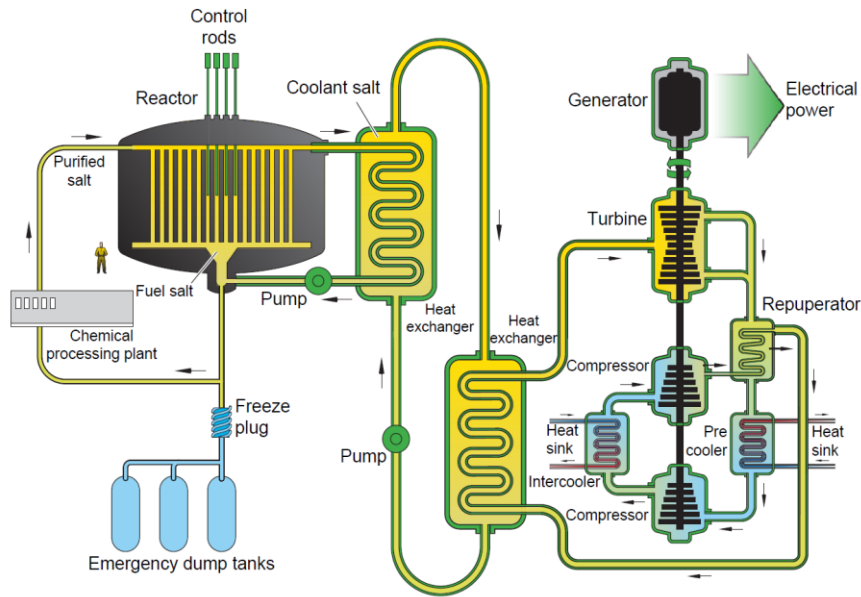 Control
rods
Reactor
Coolant salt
Generator
Electrical
power
Purified
salt
Turbine
Fuel salt
Pump
Chemical
processing plant
Heat
exchanger
Heat
exchanger
Repuperator
Compressor
Freeze
plug
Heat
sink
Pre
cooler
Heat
sink
Pump
Intercooler
Compressor
Emergency dump tanks